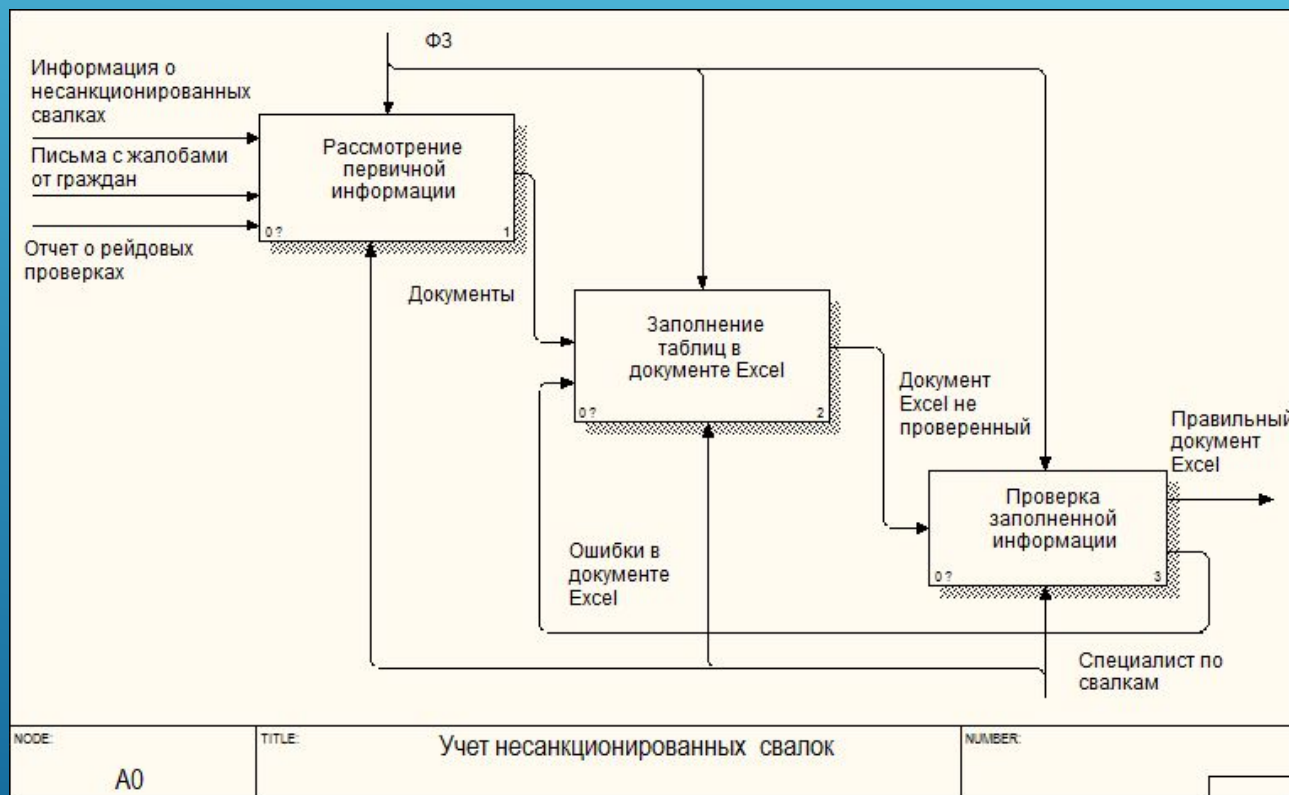 ФЗ
Информация о
несанкционированных
свалках
Письма с жалобами
от граждан
Отчет о рейдовых
проверках
Рассмотрение
первичной
информации
0 ?
1
Документы
Заполнение
таблиц в
документе Excel
0 ?
2
Документ
Excel не
проверенный
Правильный
документ
Excel
Проверка
заполненной
информации
0 ?
3
Ошибки в
документе
Excel
Специалист по
свалкам
NODE:
A0
TITLE:
Учет несанкционированных свалок
NUMBER: